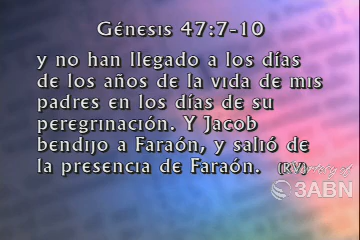 Génesis 47:7-10
y no han llegado a los días
de los años de la vida de mis
padres en los días de su
peregrinación. Y Jacob
bendijo a Faraón, y salió de
la presencia de Faraón. (RV)
3ABN